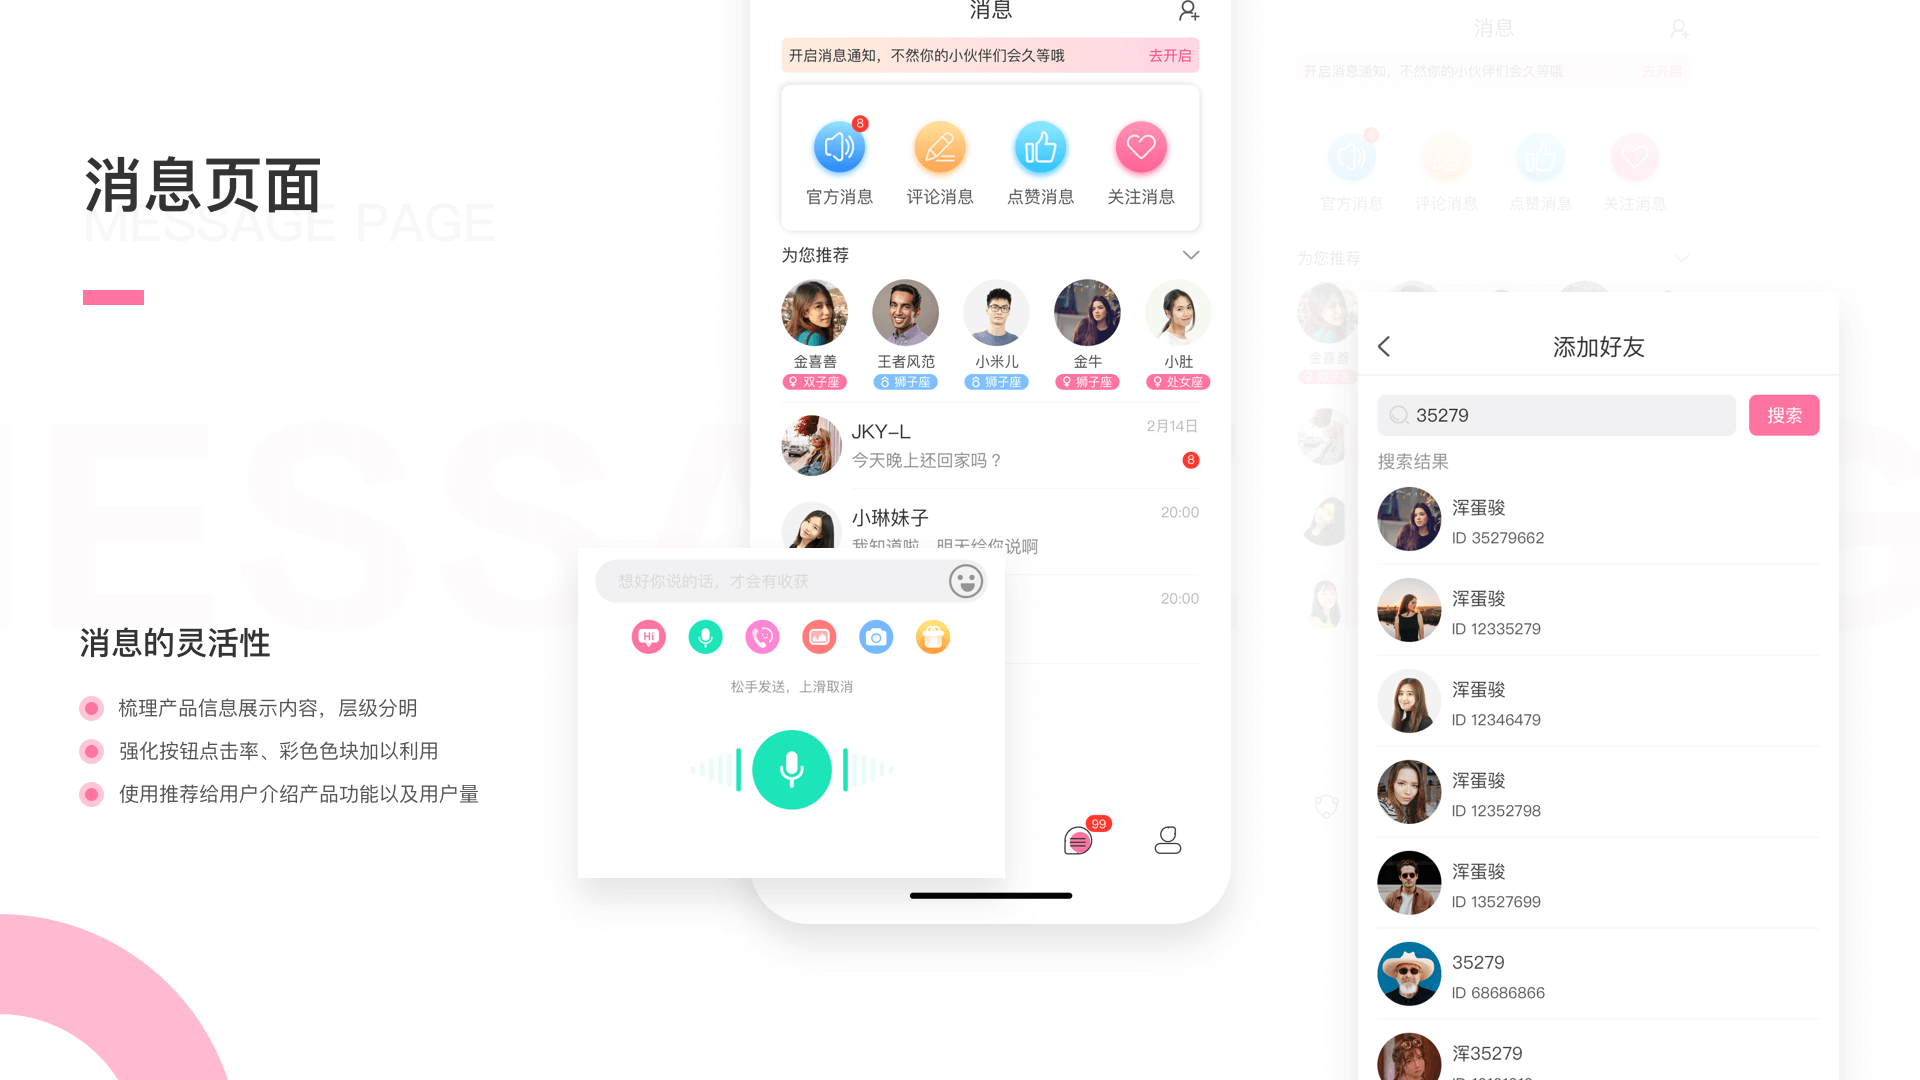 消息页面
MESSAGE PAGE
消息的灵活性
梳理产品信息展示内容，层级分明
强化按钮点击率、彩色色块加以利用
使用推荐给用户介绍产品功能以及用户量
消息
开启消息通知，不然你的小伙伴们会久等哦 去开启
8
官方消息 评论消息 点赞消息 关注消息
为您推荐
金喜善 王者风范 小米儿 金牛 小肚
双子座 狮子座 狮子座 狮子座 处女座
JKY-L 2月14日
今天晚上还回家吗？ 8
小琳妹子 20:00
我知道啦，明天给你说啊
20:00
想好你说的话，才会有收获
Hi
松手发送，上滑取消
99
消息
开启消息通知，不然你的小伙伴们会久等哦 去开启
8
官方消息 评论消息 点赞消息 关注消息
为您推荐
金喜善
双子座
添加好友
35279 搜索
搜索结果
浑蛋骏
ID 35279662
浑蛋骏
ID 12335279
浑蛋骏
ID 12346479
浑蛋骏
ID 12352798
浑蛋骏
ID 13527699
35279
ID 68686866
浑35279